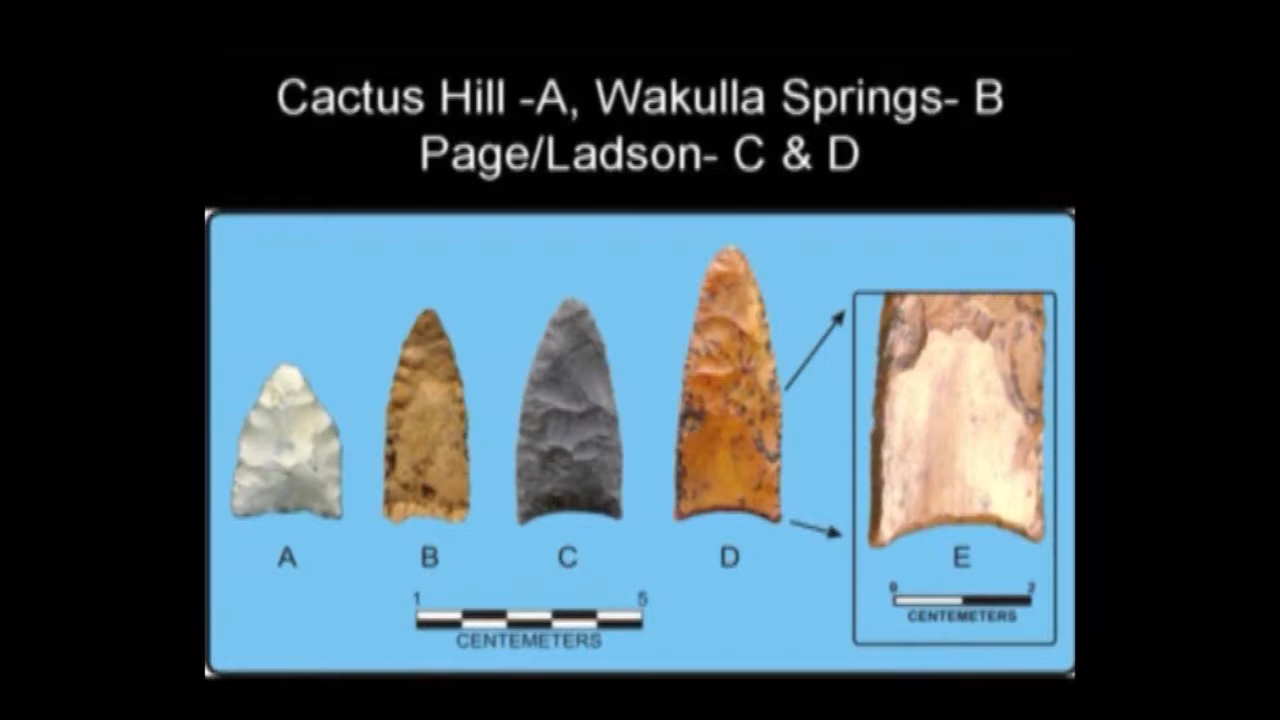 Cactus Hill -A, Wakulla Springs- B
Page/Ladson- C & D
A B C D E
1 5
CENTEMETERS
0 2
CENTEMETERS